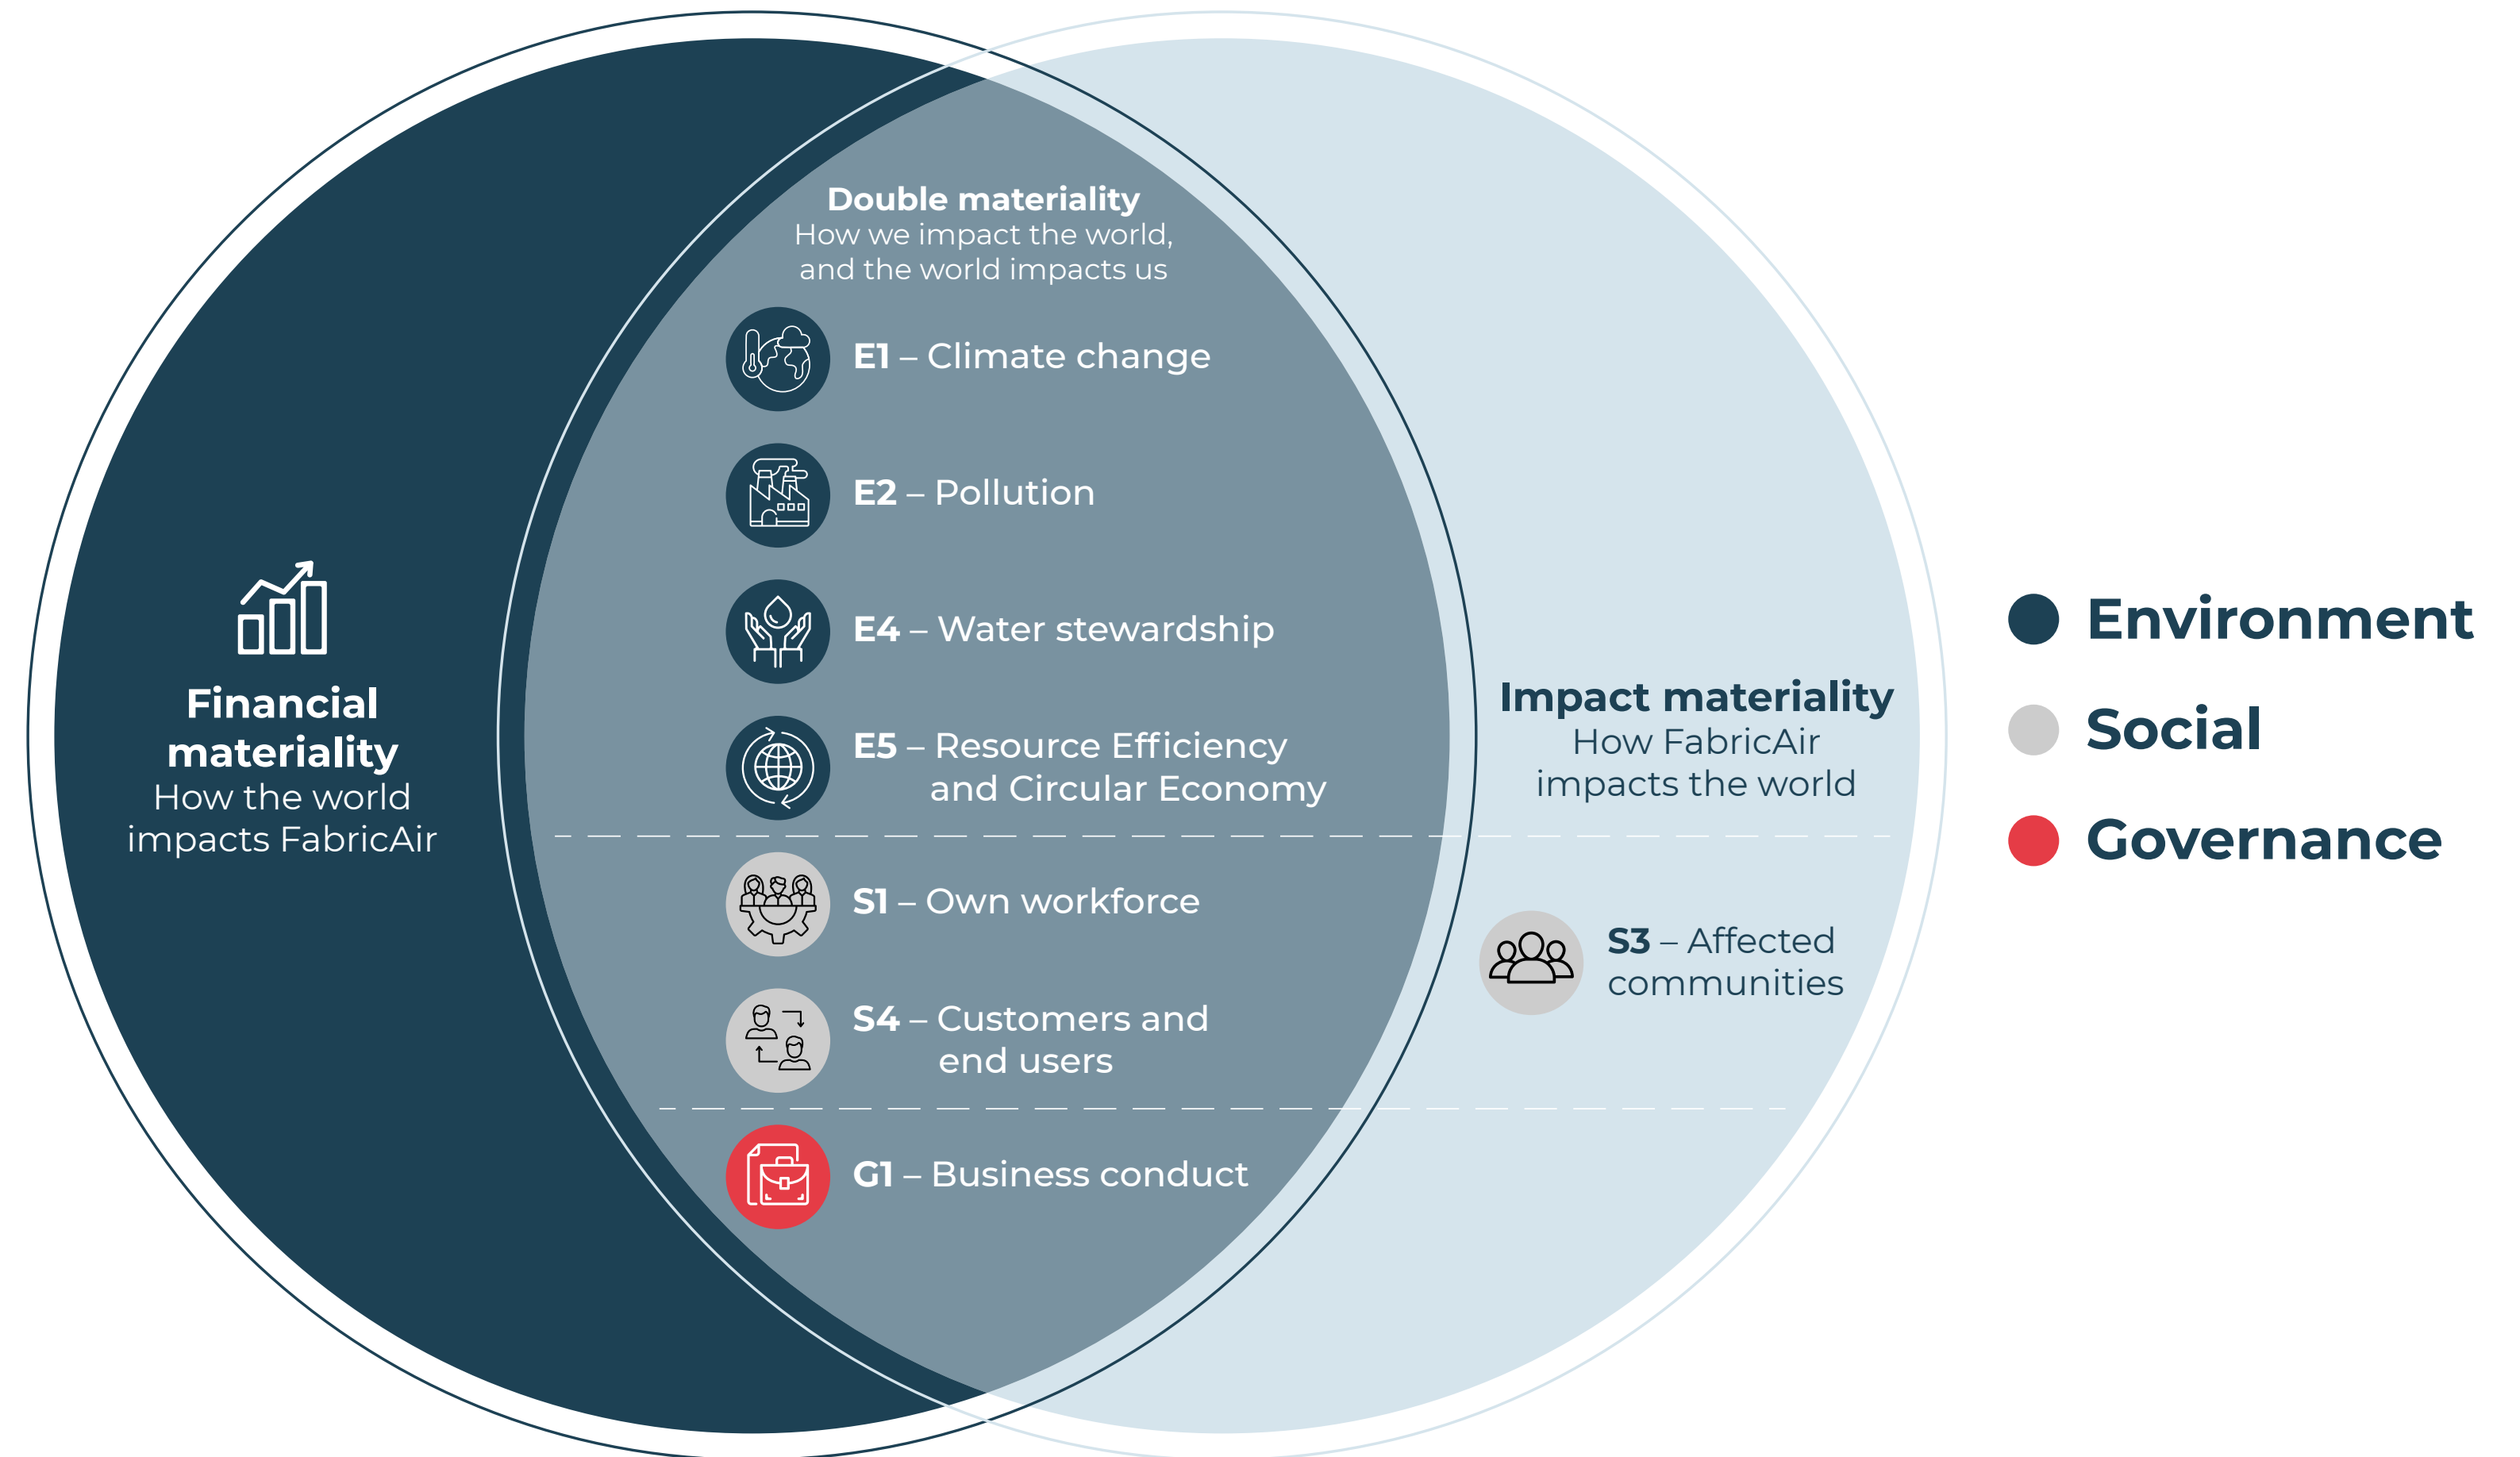 Financial
materiality
How the world
impacts FabricAir
Double materiality
How we impact the world,
and the world impacts us
E1 – Climate change
E2 – Pollution
E4 – Water stewardship
E5 – Resource Efficiency
and Circular Economy
S1 – Own workforce
S4 – Customers and
end users
G1 – Business conduct
Impact materiality
How FabricAir
impacts the world
S3 – Affected
communities
Environment
Social
Governance